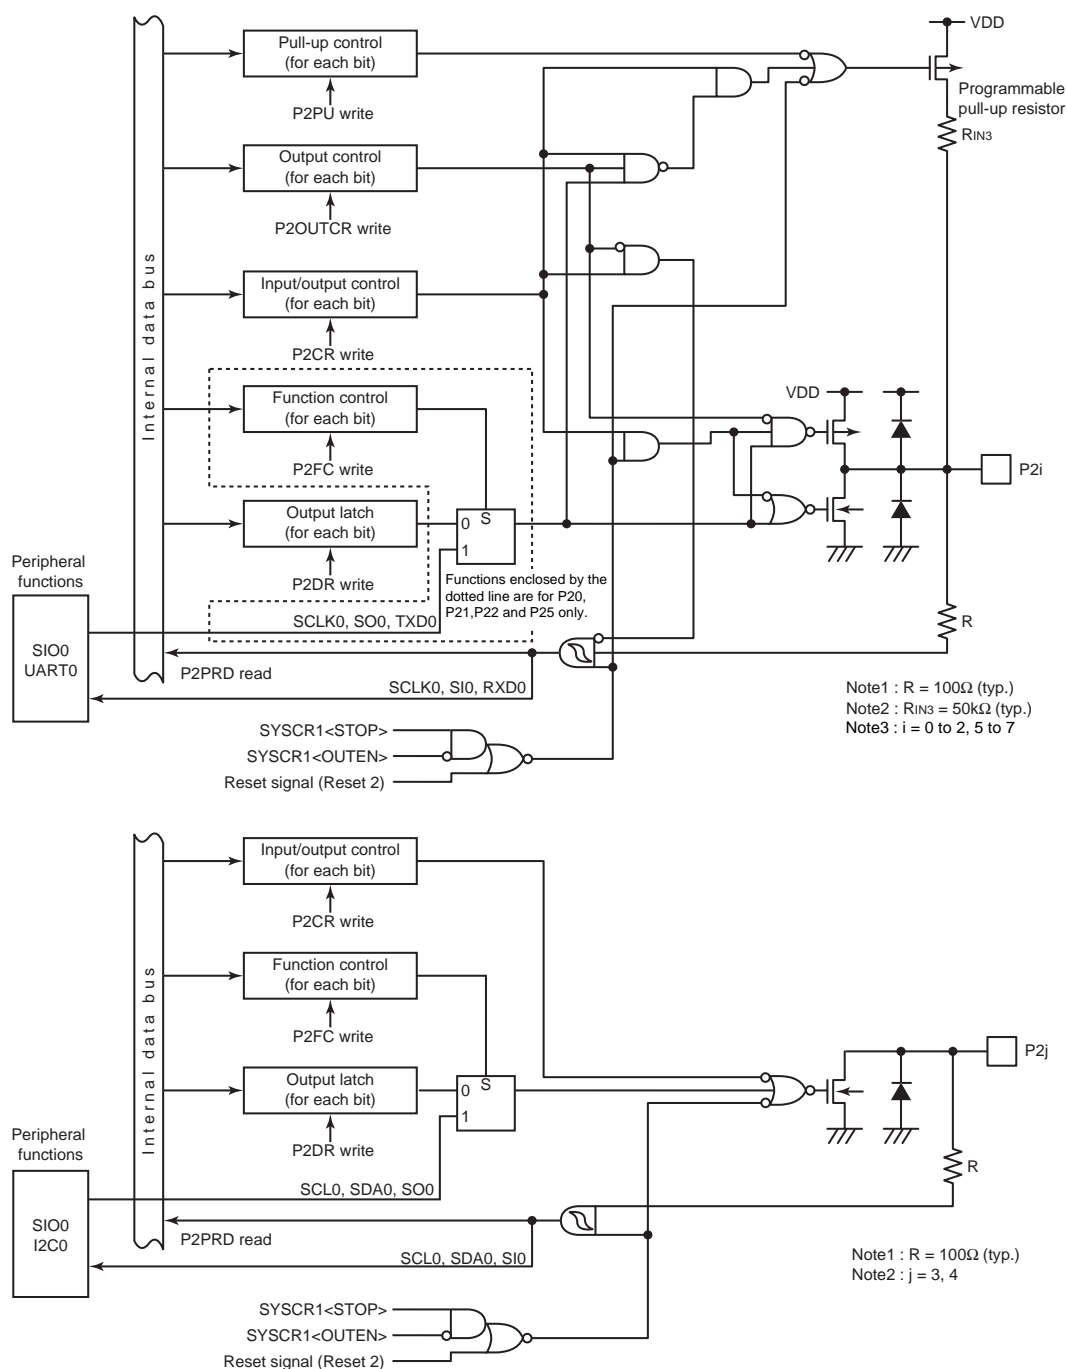 VDD
Pull-up control
(for each bit)
P2PU write
Programmable
pull-up resistor
RIN3
Output control
(for each bit)
P2OUTCR write
Internal data bus
Input/output control
(for each bit)
P2CR write
Function control
(for each bit)
P2FC write
VDD
P2i
Output latch
(for each bit)
P2DR write
0
S
1
Functions enclosed by the
dotted line are for P20,
P21,P22 and P25 only.
Peripheral
functions
SIO0
UART0
SCLK0, SO0, TXD0
R
P2PRD read
SCLK0, SI0, RXD0
Note1 : R = 100Ω (typ.)
Note2 : RIN3 = 50kΩ (typ.)
Note3 : i = 0 to 2, 5 to 7
SYSCR1<STOP>
SYSCR1<OUTEN>
Reset signal (Reset 2)
Internal data bus
Input/output control
(for each bit)
P2CR write
Function control
(for each bit)
P2FC write
P2j
Output latch
(for each bit)
P2DR write
0
S
1
Peripheral
functions
SIO0
I2C0
SCL0, SDA0, SO0
R
P2PRD read
SCL0, SDA0, SI0
Note1 : R = 100Ω (typ.)
Note2 : j = 3, 4
SYSCR1<STOP>
SYSCR1<OUTEN>
Reset signal (Reset 2)